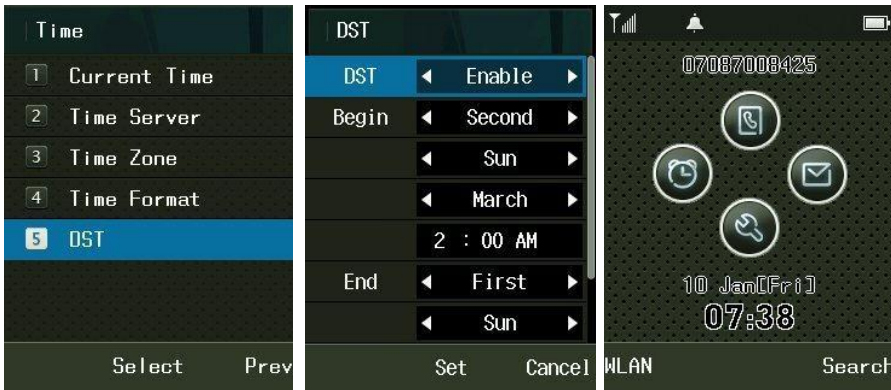 Time
1 Current Time
2 Time Server
3 Time Zone
4 Time Format
5 DST
Select Prev
DST
DST Enable
Begin Second
Sun
March
2 : 00 AM
End First
Sun
Set Cancel
07087008425
10 Jan[Fri]
07:38
WLAN Search